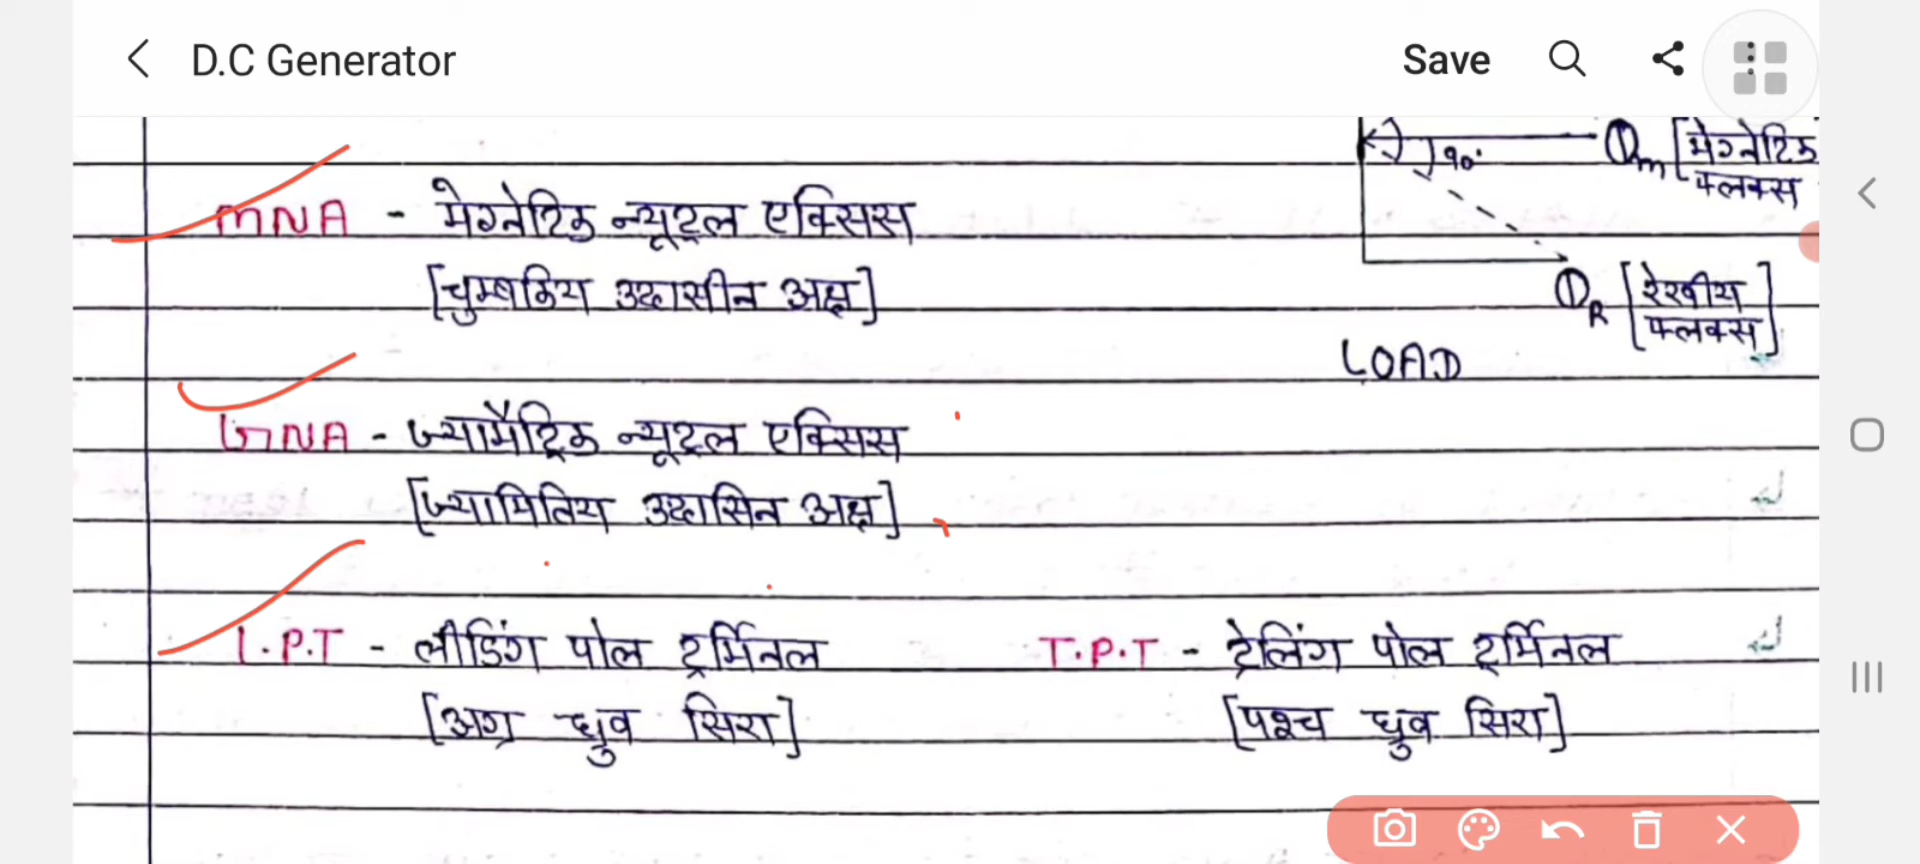 D.C Generator
Save
Φm [मेग्नेटिक
फ्लक्स
90°
MNA - मेग्नेटिक न्यूट्रल एक्सिस
[चुम्बकिय उदासीन अक्ष]
ΦR [रेखीय
फ्लक्स]
LOAD
GNA - ज्यामैट्रिक न्यूट्रल एक्सिस
[ज्यामितिय उदासिन अक्ष]
L.P.T - लीडिंग पोल टर्मिनल T.P.T - ट्रेलिंग पोल टर्मिनल
[अग्र ध्रुव सिरा] [पश्च ध्रुव सिरा]